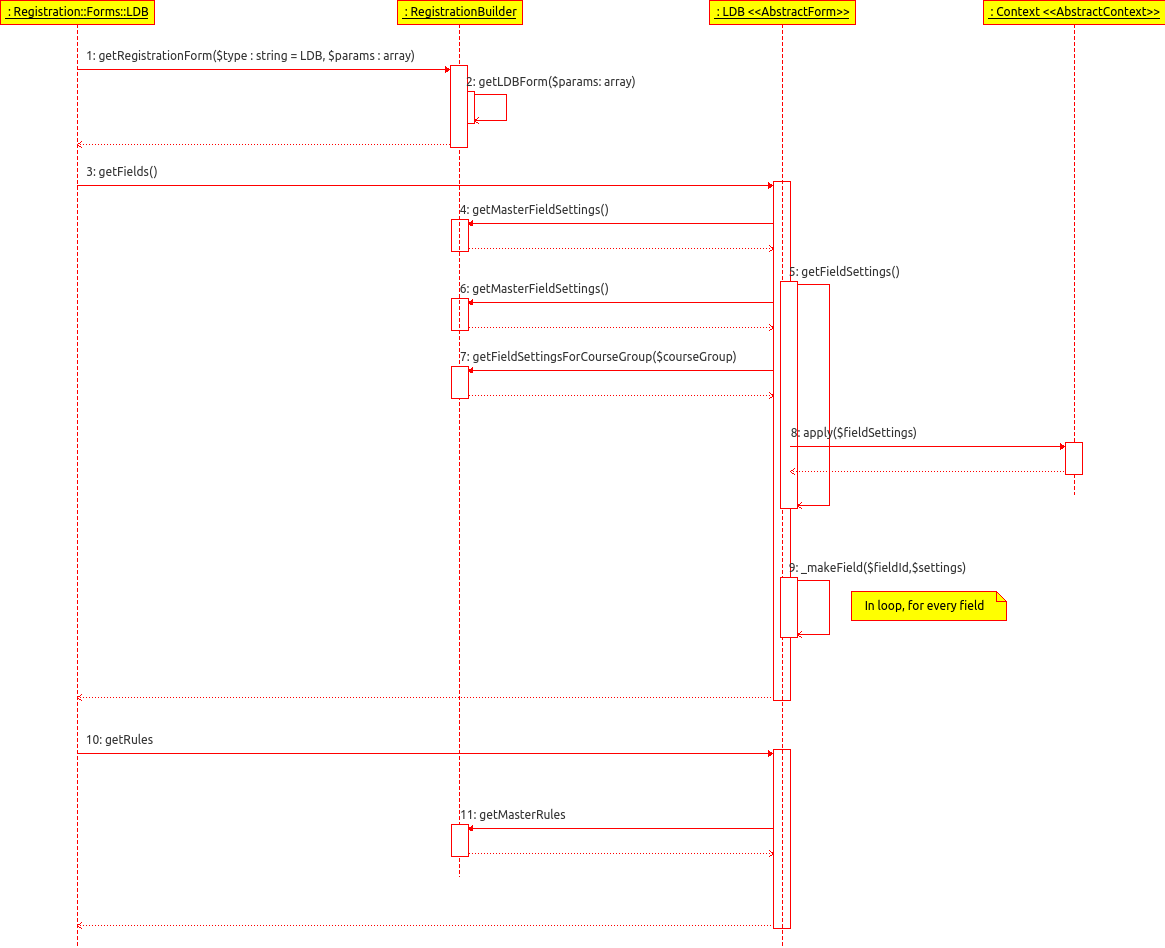 : Registration::Forms::LDB
: RegistrationBuilder
: LDB <<AbstractForm>>
: Context <<AbstractContext>>
1: getRegistrationForm($type : string = LDB, $params : array)
2: getLDBForm($params: array)
3: getFields()
4: getMasterFieldSettings()
5: getFieldSettings()
6: getMasterFieldSettings()
7: getFieldSettingsForCourseGroup($courseGroup)
8: apply($fieldSettings)
9: _makeField($fieldId,$settings)
In loop, for every field
10: getRules
11: getMasterRules